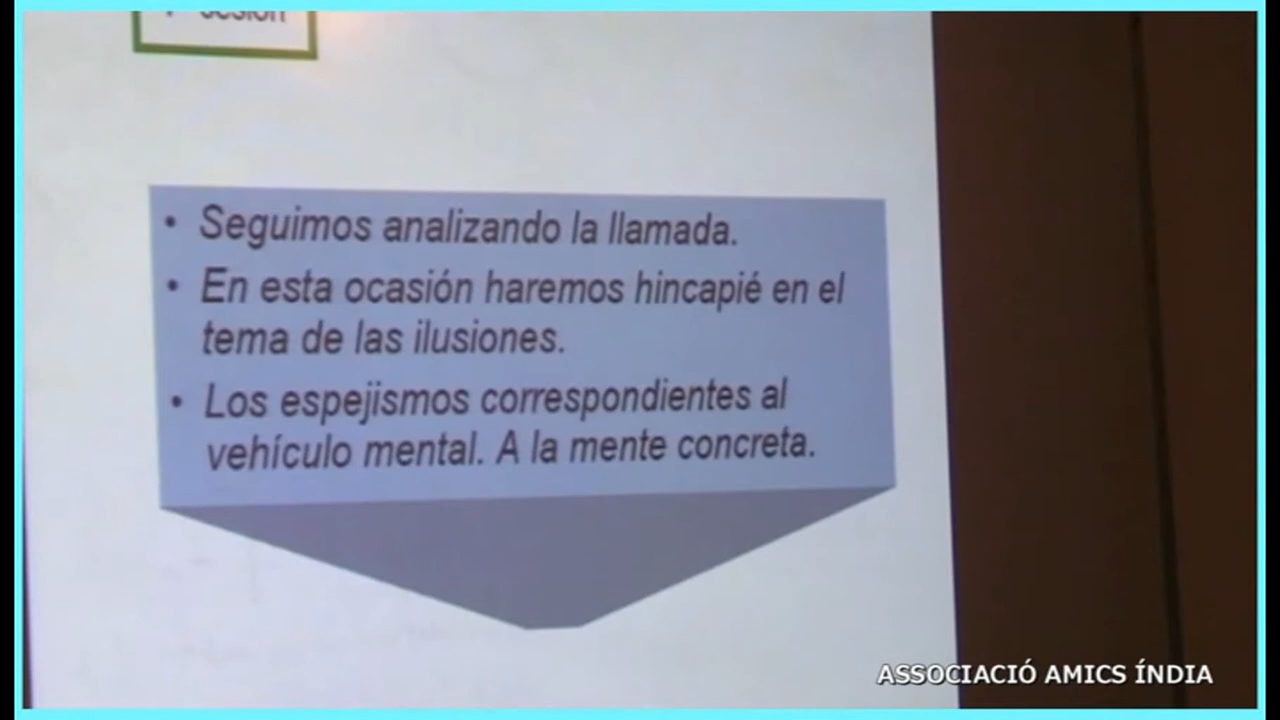 sesión
• Seguimos analizando la llamada.
• En esta ocasión haremos hincapié en el
tema de las ilusiones.
• Los espejismos correspondientes al
vehículo mental. A la mente concreta.
ASSOCIACIÓ AMICS ÍNDIA